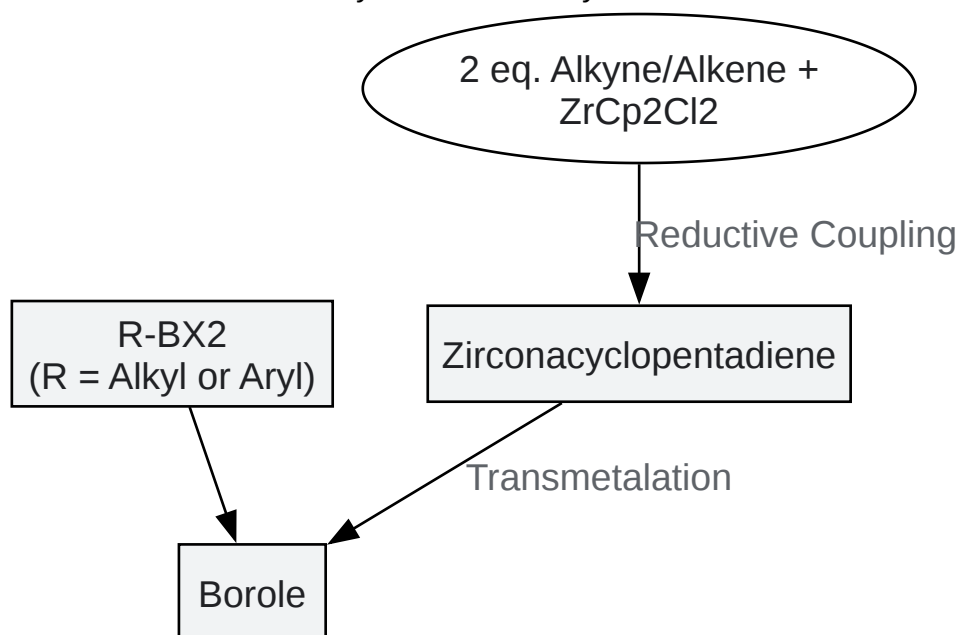 2 eq. Alkyne/Alkene +
ZrCp2Cl2
Reductive Coupling
R-BX2
(R = Alkyl or Aryl)
Zirconacyclopentadiene
Transmetalation
Borole